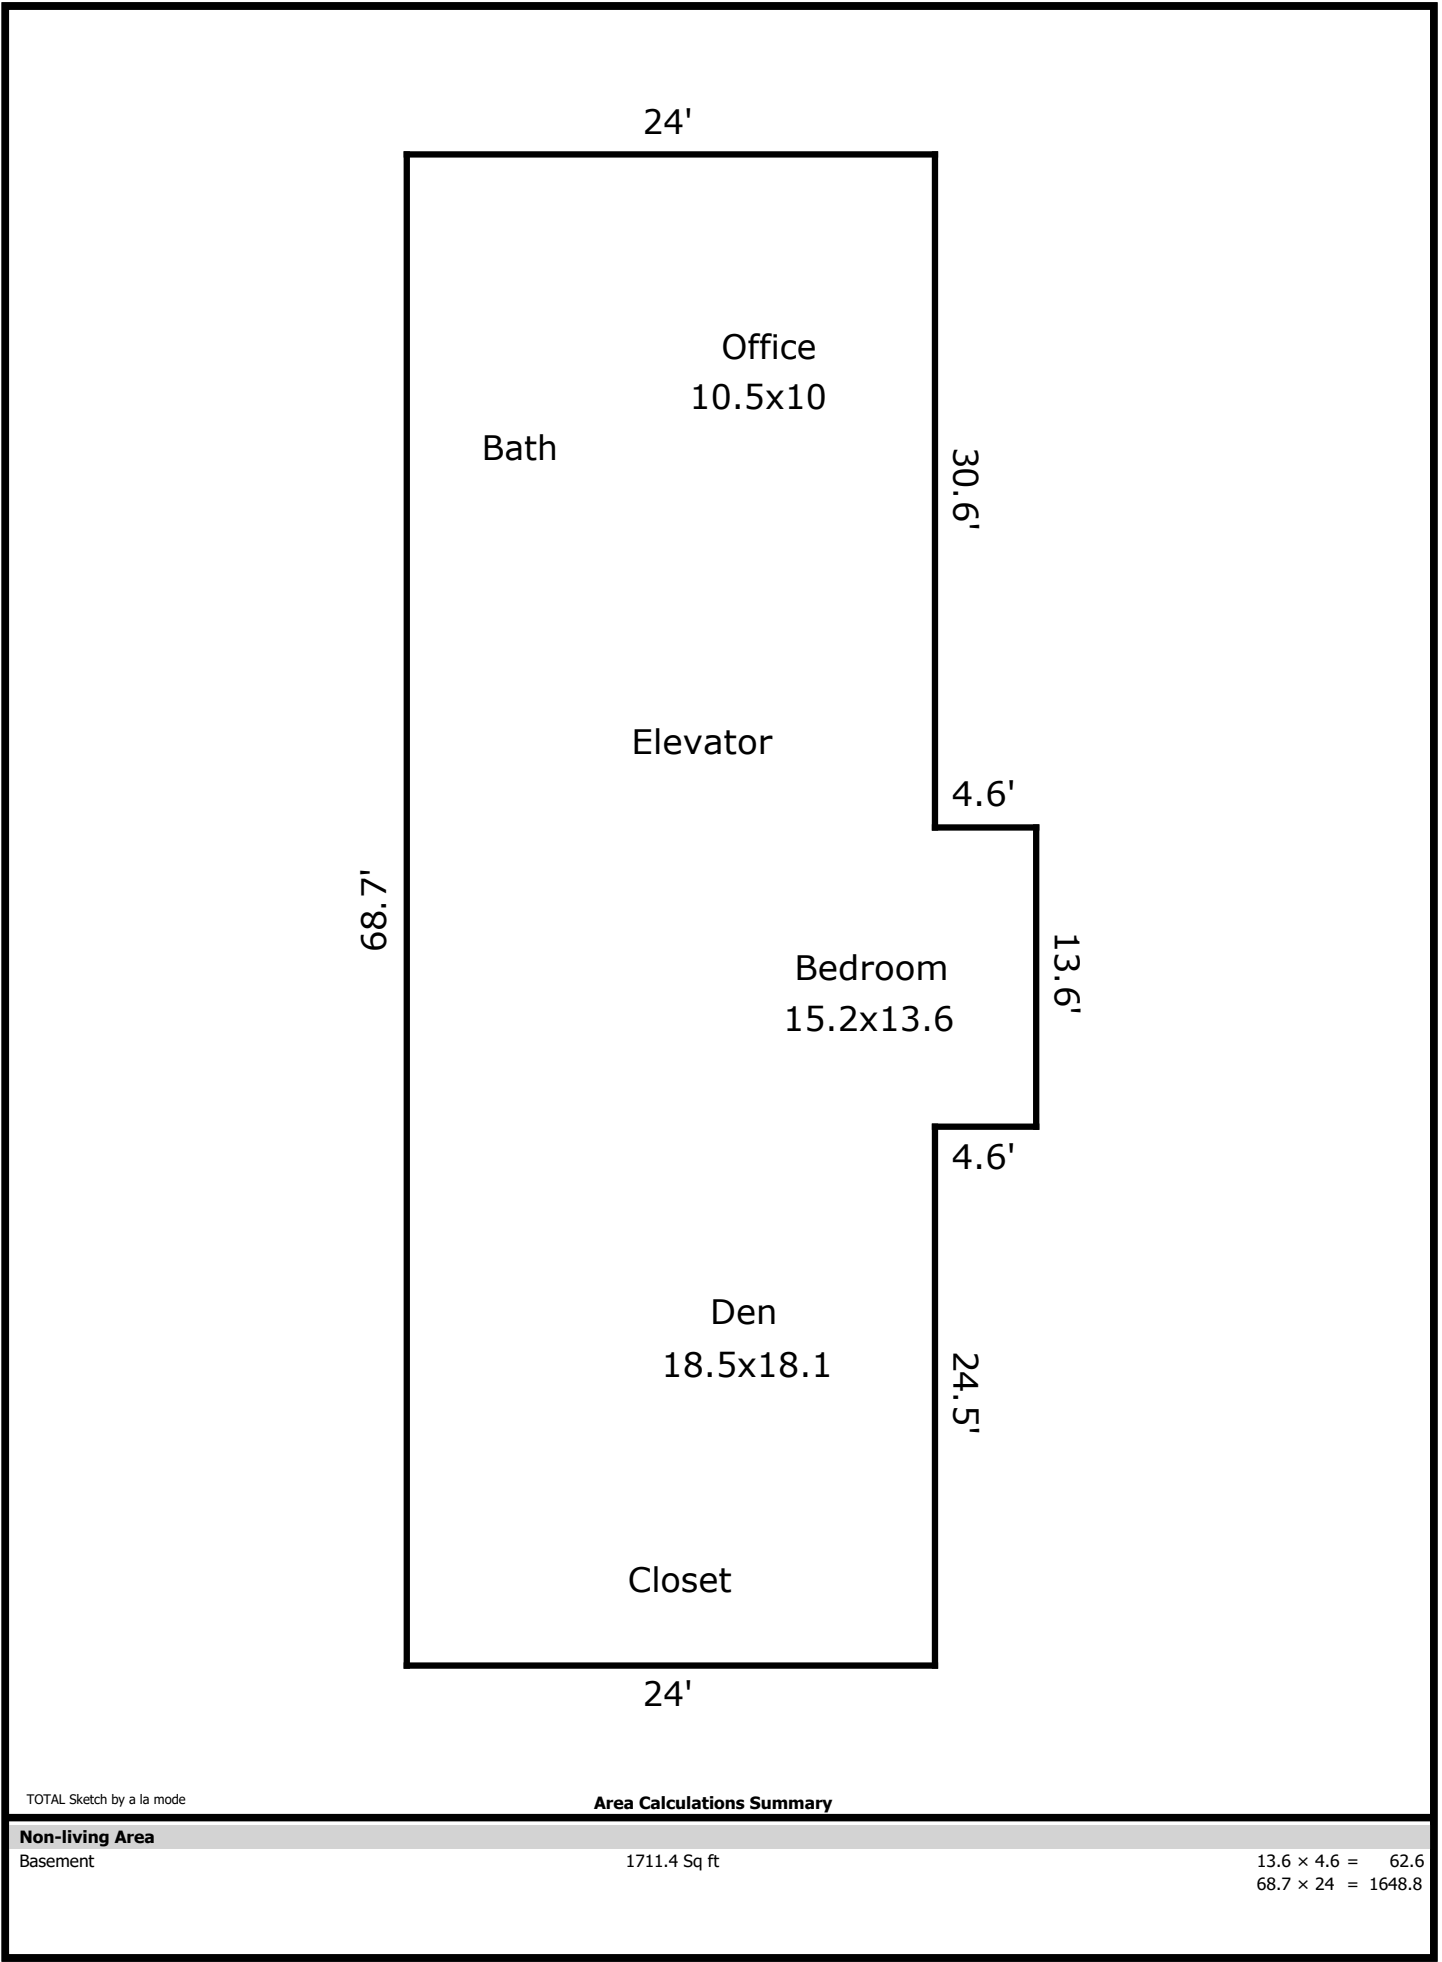 24'
Office
10.5x10
Bath
30.6'
Elevator
4.6'
68.7'
Bedroom
15.2x13.6
13.6'
4.6'
Den
18.5x18.1
24.5'
Closet
24'
TOTAL Sketch by a la mode
Area Calculations Summary
Non-living Area
Basement 1711.4 Sq ft 13.6 × 4.6 = 62.6
68.7 × 24 = 1648.8